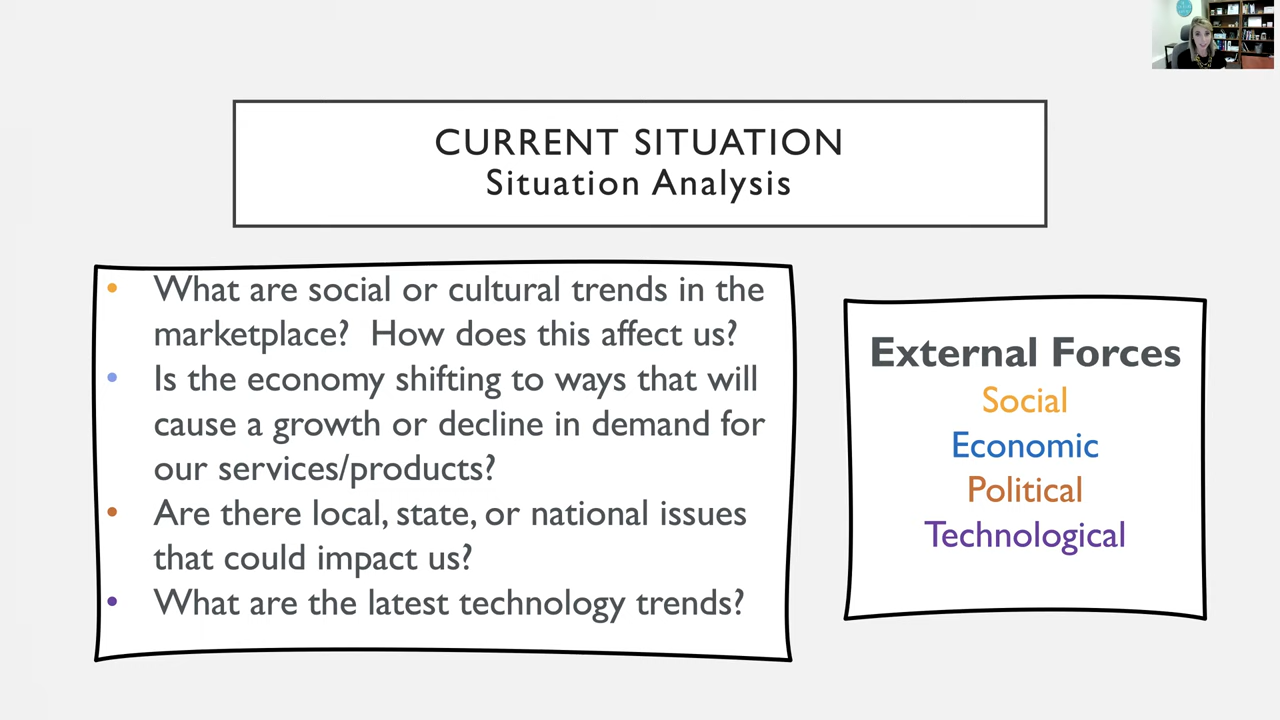 CURRENT SITUATION
Situation Analysis
What are social or cultural trends in the
marketplace?  How does this affect us?
Is the economy shifting to ways that will
cause a growth or decline in demand for
our services/products?
Are there local, state, or national issues
that could impact us?
What are the latest technology trends?
External Forces
Social
Economic
Political
Technological